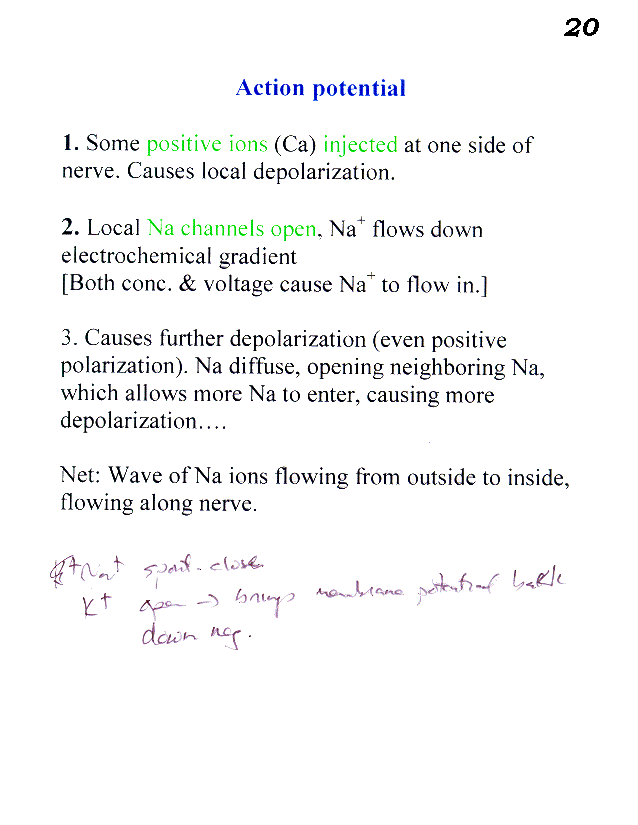 20
Action potential
1. Some positive ions (Ca) injected at one side of
nerve. Causes local depolarization.
2. Local Na channels open, Na⁺ flows down
electrochemical gradient
[Both conc. & voltage cause Na⁺ to flow in.]
3. Causes further depolarization (even positive
polarization). Na diffuse, opening neighboring Na,
which allows more Na to enter, causing more
depolarization....
Net: Wave of Na ions flowing from outside to inside,
flowing along nerve.
Na⁺ spont. close
K⁺ open → brings membrane potential back
down neg.